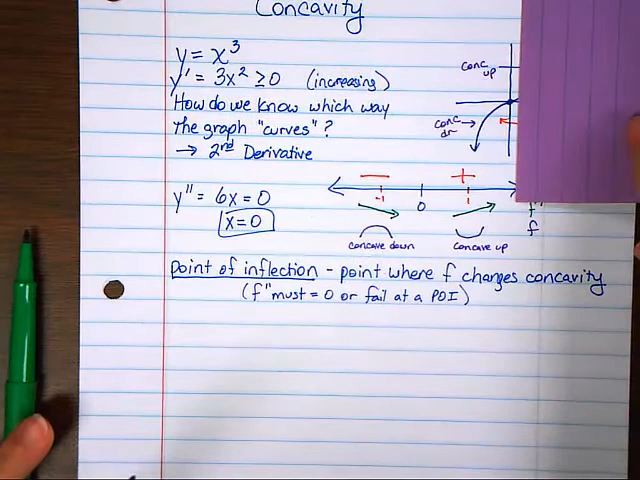 Concavity
y = x³
y' = 3x² ≥ 0 (increasing)
conc up
How do we know which way
the graph "curves"?
conc dn
→ 2nd Derivative
— +
y" = 6x = 0
-1 0 1
x = 0
f
concave down concave up
Point of inflection - point where f changes concavity
(f" must = 0 or fail at a POI)